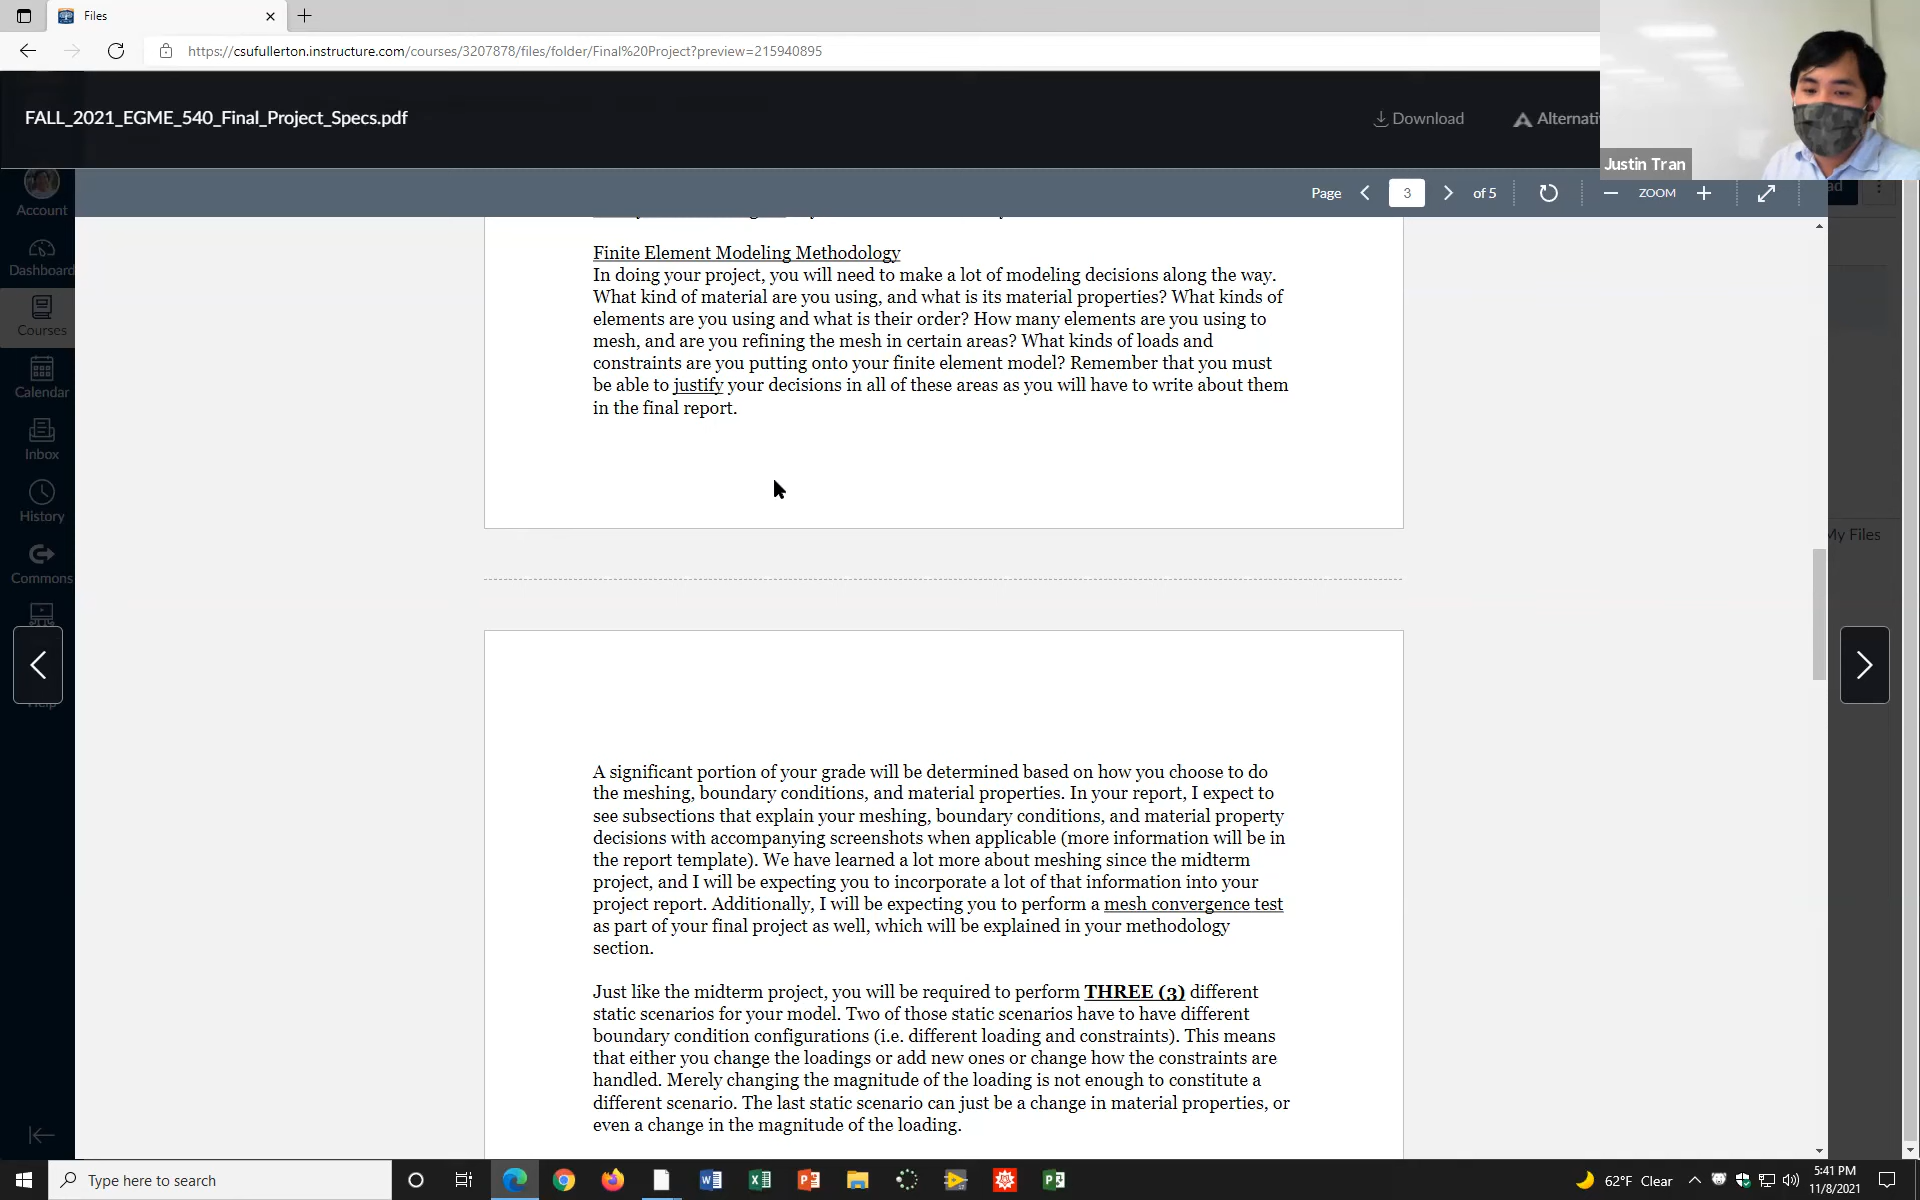 Files
https://csufullerton.instructure.com/courses/3207878/files/folder/Final%20Project?preview=215940895
FALL_2021_EGME_540_Final_Project_Specs.pdf
Download
Alternati
Justin Tran
Account
Page
3
of 5
ZOOM
ad
Dashboard
Courses
Calendar
Inbox
History
Commons
Help
My Files
Finite Element Modeling Methodology
In doing your project, you will need to make a lot of modeling decisions along the way.
What kind of material are you using, and what is its material properties? What kinds of
elements are you using and what is their order? How many elements are you using to
mesh, and are you refining the mesh in certain areas? What kinds of loads and
constraints are you putting onto your finite element model? Remember that you must
be able to justify your decisions in all of these areas as you will have to write about them
in the final report.
A significant portion of your grade will be determined based on how you choose to do
the meshing, boundary conditions, and material properties. In your report, I expect to
see subsections that explain your meshing, boundary conditions, and material property
decisions with accompanying screenshots when applicable (more information will be in
the report template). We have learned a lot more about meshing since the midterm
project, and I will be expecting you to incorporate a lot of that information into your
project report. Additionally, I will be expecting you to perform a mesh convergence test
as part of your final project as well, which will be explained in your methodology
section.
Just like the midterm project, you will be required to perform THREE (3) different
static scenarios for your model. Two of those static scenarios have to have different
boundary condition configurations (i.e. different loading and constraints). This means
that either you change the loadings or add new ones or change how the constraints are
handled. Merely changing the magnitude of the loading is not enough to constitute a
different scenario. The last static scenario can just be a change in material properties, or
even a change in the magnitude of the loading.
Type here to search
62°F Clear
5:41 PM
11/8/2021